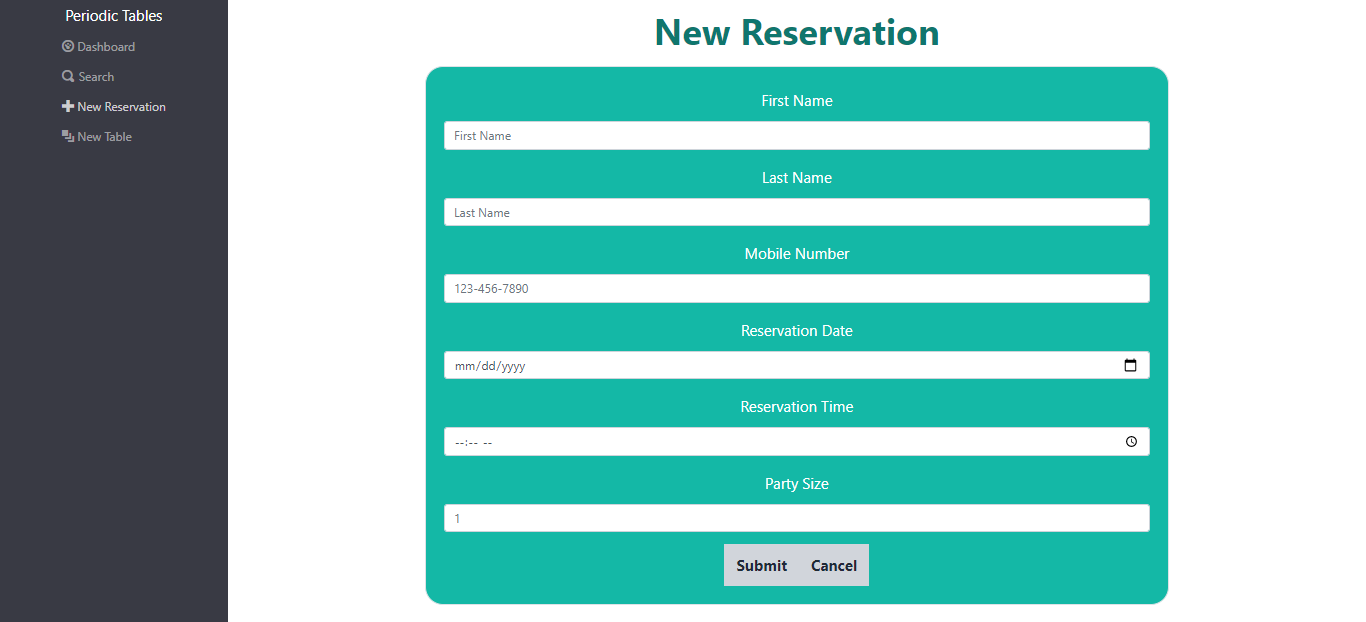 Periodic Tables
Dashboard
Search
New Reservation
New Table
New Reservation
First Name
First Name
Last Name
Last Name
Mobile Number
123-456-7890
Reservation Date
mm/dd/yyyy
Reservation Time
--:-- --
Party Size
1
Submit Cancel